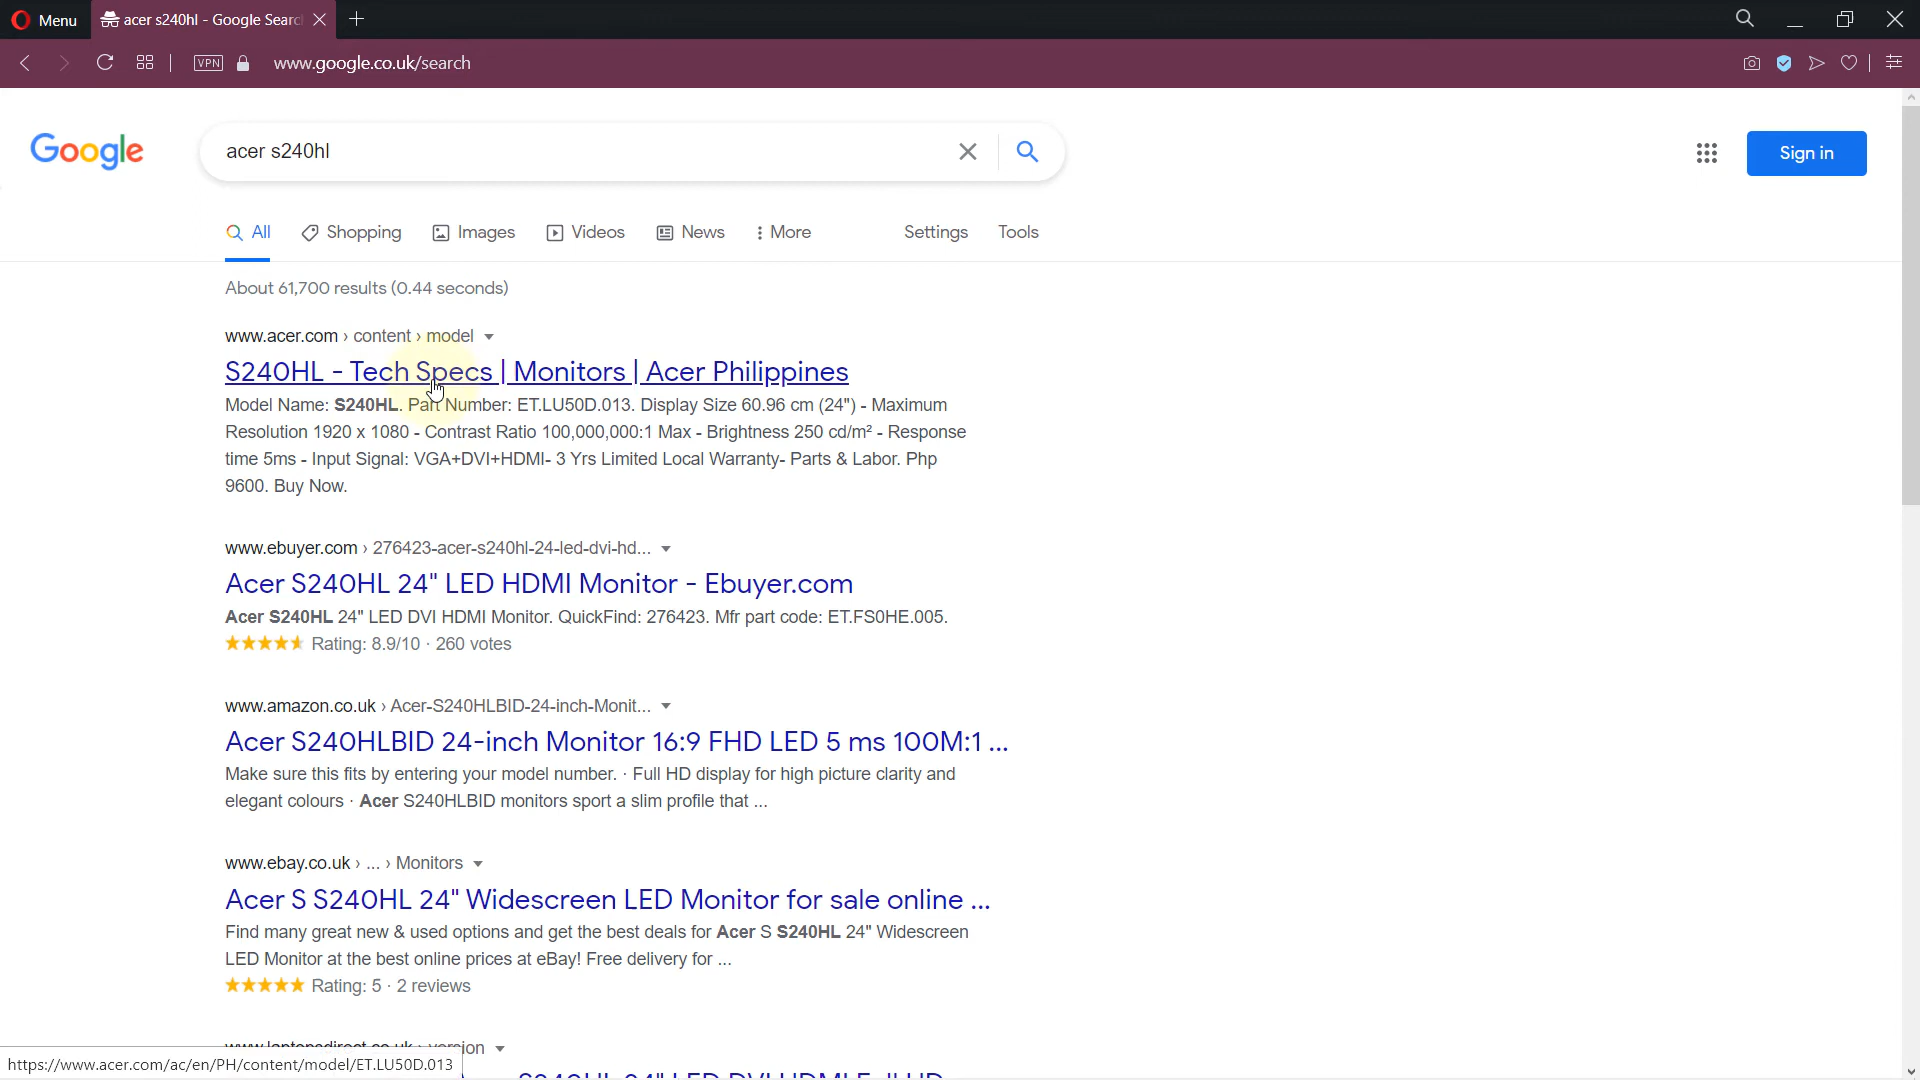 Menu
acer s240hl - Google Searc
VPN
www.google.co.uk/search
Google
acer s240hl
Sign in
All
Shopping
Images
Videos
News
More
Settings
Tools
About 61,700 results (0.44 seconds)
www.acer.com › content › model
S240HL - Tech Specs | Monitors | Acer Philippines
Model Name: S240HL. Part Number: ET.LU50D.013. Display Size 60.96 cm (24") - Maximum
Resolution 1920 x 1080 - Contrast Ratio 100,000,000:1 Max - Brightness 250 cd/m² - Response
time 5ms - Input Signal: VGA+DVI+HDMI- 3 Yrs Limited Local Warranty- Parts & Labor. Php
9600. Buy Now.
www.ebuyer.com › 276423-acer-s240hl-24-led-dvi-hd...
Acer S240HL 24" LED HDMI Monitor - Ebuyer.com
Acer S240HL 24" LED DVI HDMI Monitor. QuickFind: 276423. Mfr part code: ET.FS0HE.005.
Rating: 8.9/10 · 260 votes
www.amazon.co.uk › Acer-S240HLBID-24-inch-Monit...
Acer S240HLBID 24-inch Monitor 16:9 FHD LED 5 ms 100M:1 ...
Make sure this fits by entering your model number. · Full HD display for high picture clarity and
elegant colours · Acer S240HLBID monitors sport a slim profile that ...
www.ebay.co.uk › ... › Monitors
Acer S S240HL 24" Widescreen LED Monitor for sale online ...
Find many great new & used options and get the best deals for Acer S S240HL 24" Widescreen
LED Monitor at the best online prices at eBay! Free delivery for ...
Rating: 5 · 2 reviews
https://www.acer.com/ac/en/PH/content/model/ET.LU50D.013